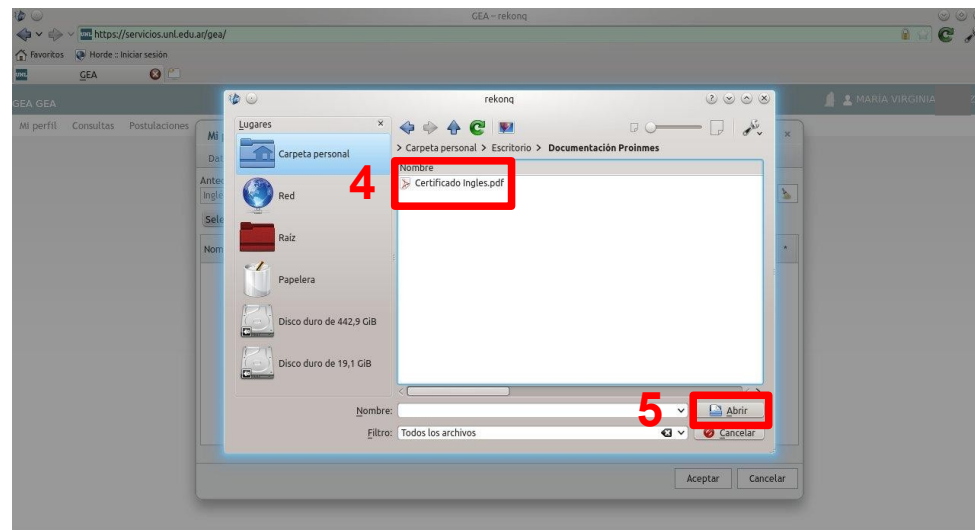 GEA – rekonq
https://servicios.unl.edu.ar/gea/
Favoritos Horde :: Iniciar sesión
UNL GEA
GEA GEA MARIA VIRGINIA
Mi perfil Consultas Postulaciones
rekonq
Lugares
Carpeta personal
Red
Raíz
Papelera
Disco duro de 442,9 GiB
Disco duro de 19,1 GiB
> Carpeta personal > Escritorio > Documentación Proinmes
Nombre
4
Certificado Ingles.pdf
Nombre:
5
Abrir
Filtro: Todos los archivos
Cancelar
Aceptar Cancelar